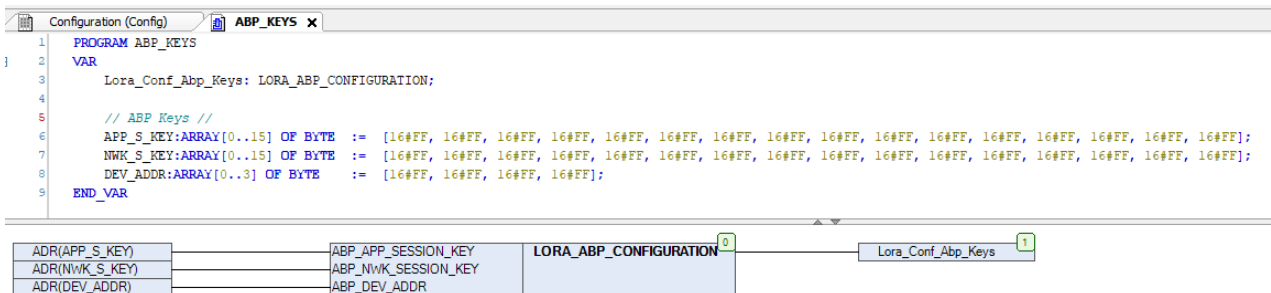 Configuration (Config) ABP_KEYS X
1 PROGRAM ABP_KEYS
2 VAR
3 Lora_Conf_Abp_Keys: LORA_ABP_CONFIGURATION;
4
5 // ABP Keys //
6 APP_S_KEY:ARRAY[0..15] OF BYTE := [16#FF, 16#FF, 16#FF, 16#FF, 16#FF, 16#FF, 16#FF, 16#FF, 16#FF, 16#FF, 16#FF, 16#FF, 16#FF, 16#FF, 16#FF, 16#FF];
7 NWK_S_KEY:ARRAY[0..15] OF BYTE := [16#FF, 16#FF, 16#FF, 16#FF, 16#FF, 16#FF, 16#FF, 16#FF, 16#FF, 16#FF, 16#FF, 16#FF, 16#FF, 16#FF, 16#FF, 16#FF];
8 DEV_ADDR:ARRAY[0..3] OF BYTE := [16#FF, 16#FF, 16#FF, 16#FF];
9 END_VAR
ADR(APP_S_KEY) ABP_APP_SESSION_KEY LORA_ABP_CONFIGURATION 0 Lora_Conf_Abp_Keys 1
ADR(NWK_S_KEY) ABP_NWK_SESSION_KEY
ADR(DEV_ADDR) ABP_DEV_ADDR